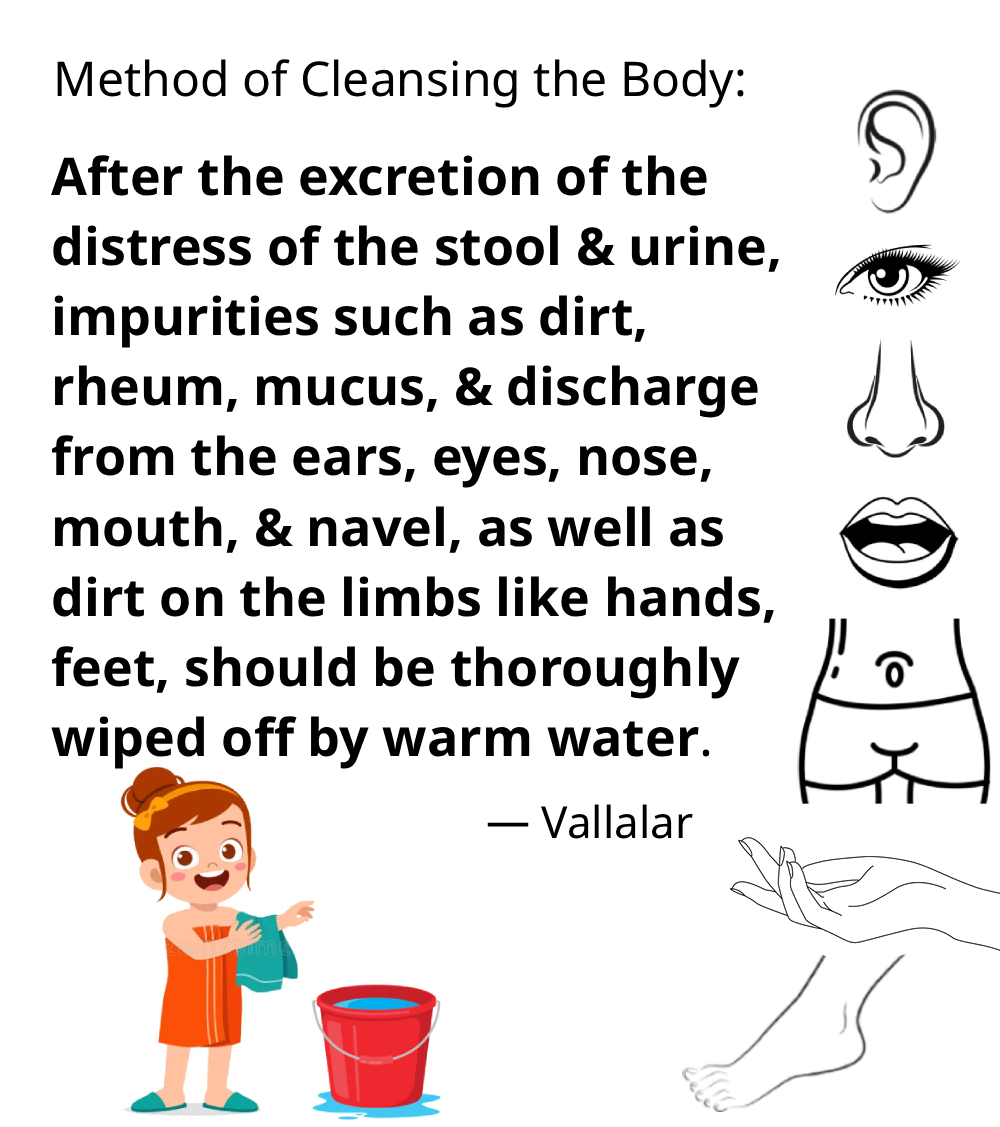 Method of Cleansing the Body:
After the excretion of the
distress of the stool & urine,
impurities such as dirt,
rheum, mucus, & discharge
from the ears, eyes, nose,
mouth, & navel, as well as
dirt on the limbs like hands,
feet, should be thoroughly
wiped off by warm water.
— Vallalar